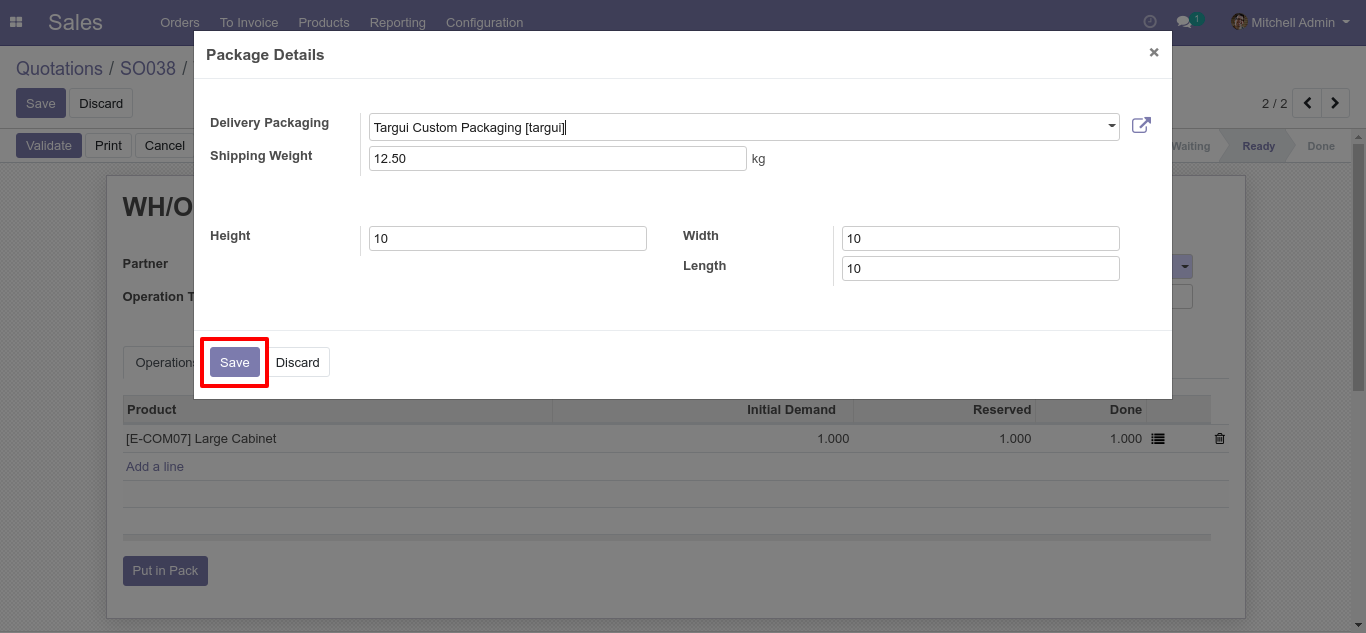 Sales Orders To Invoice Products Reporting Configuration 1 Mitchell Admin
Package Details ×
Quotations / SO038 /
Save Discard 2 / 2
Delivery Packaging Targui Custom Packaging [targui]
Validate Print Cancel Waiting Ready Done
Shipping Weight 12.50 kg
WH/O
Height 10 Width 10
Partner Length 10
Operation T
Operations Save Discard
Product Initial Demand Reserved Done
[E-COM07] Large Cabinet 1.000 1.000 1.000
Add a line
Put in Pack